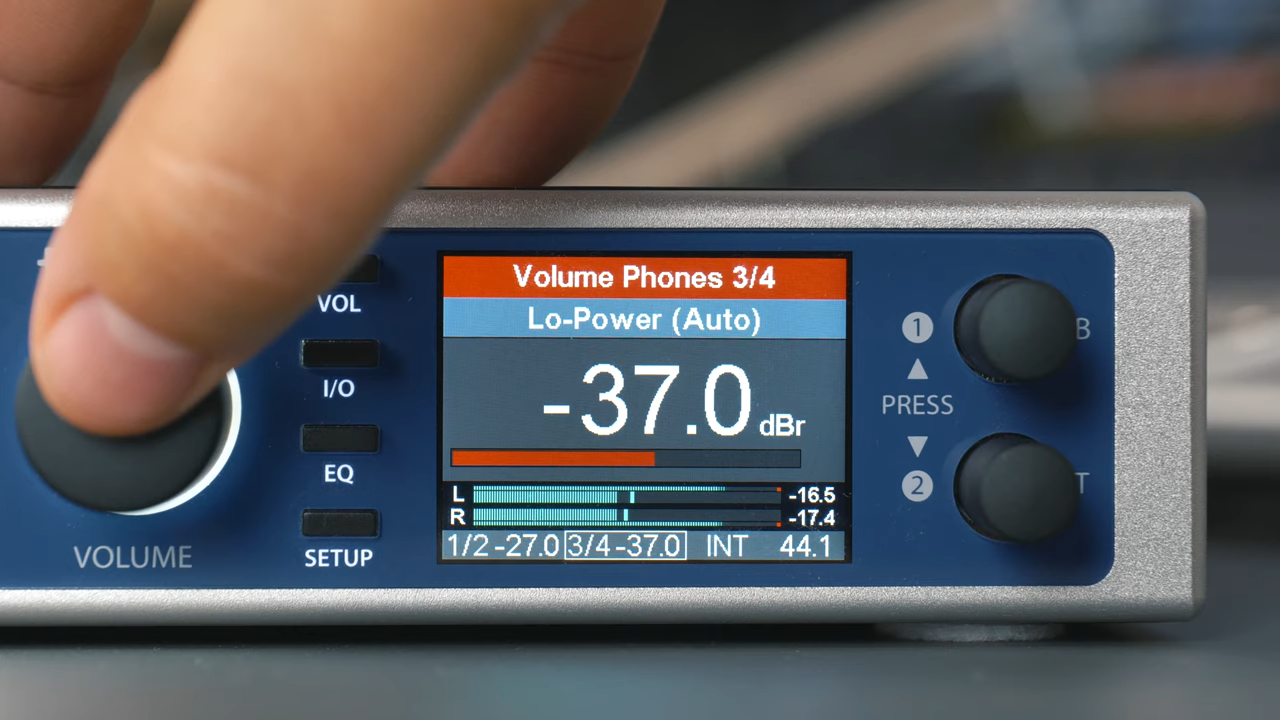 Volume Phones 3/4
Lo-Power (Auto)
-37.0 dBr
L -16.5
R -17.4
1/2 -27.0 3/4 -37.0 INT 44.1
VOL
I/O
EQ
SETUP
VOLUME
1
PRESS
2
B
T